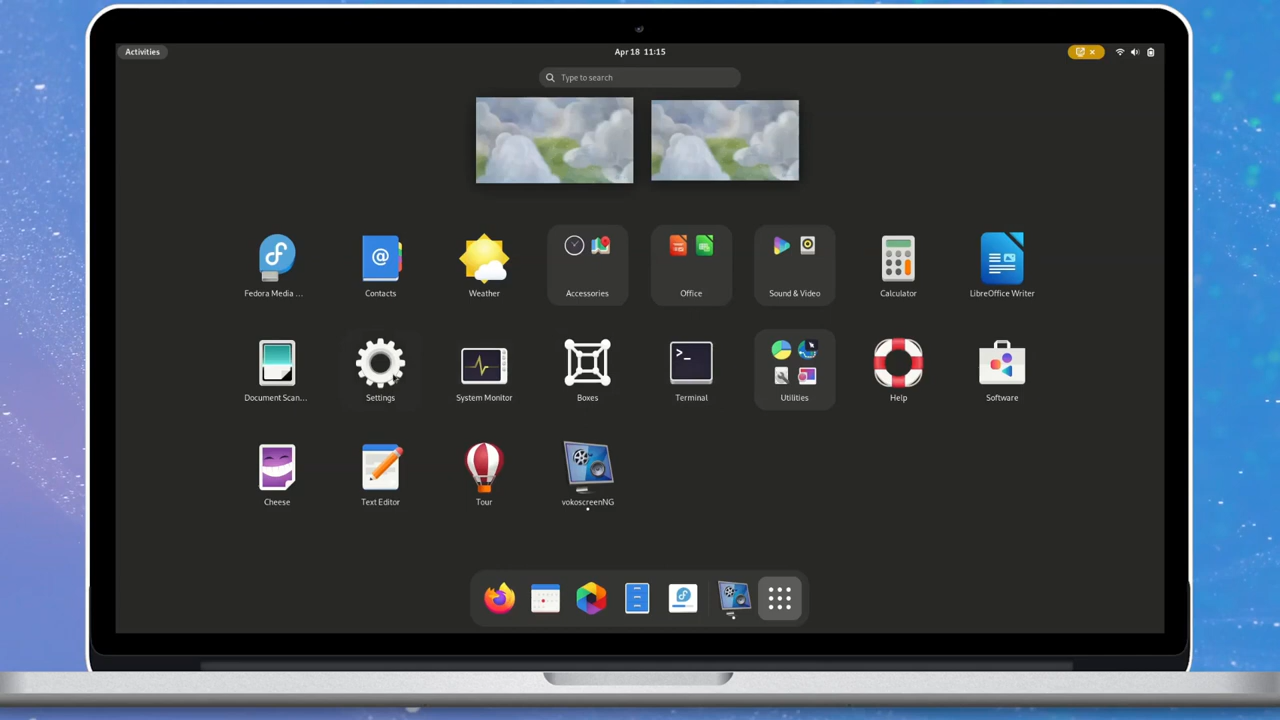 Activities
Apr 18 11:15
Type to search
Fedora Media ...
Contacts
Weather
Accessories
Office
Sound & Video
Calculator
LibreOffice Writer
Document Scan...
Settings
System Monitor
Boxes
>_
Terminal
Utilities
Help
Software
Cheese
Text Editor
Tour
vokoscreenNG